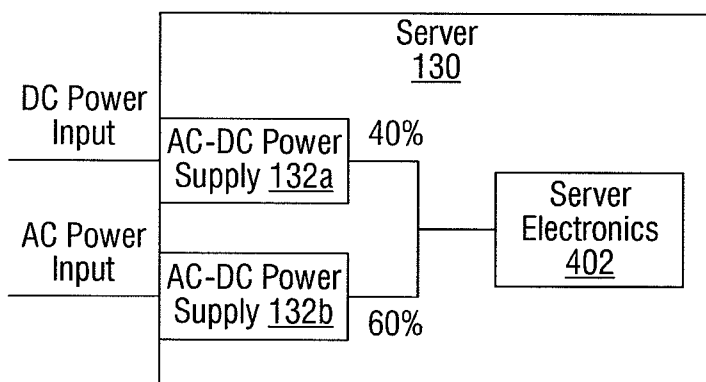 Server
130
DC Power
Input
AC-DC Power
Supply 132a
40%
Server
Electronics
402
AC Power
Input
AC-DC Power
Supply 132b
60%